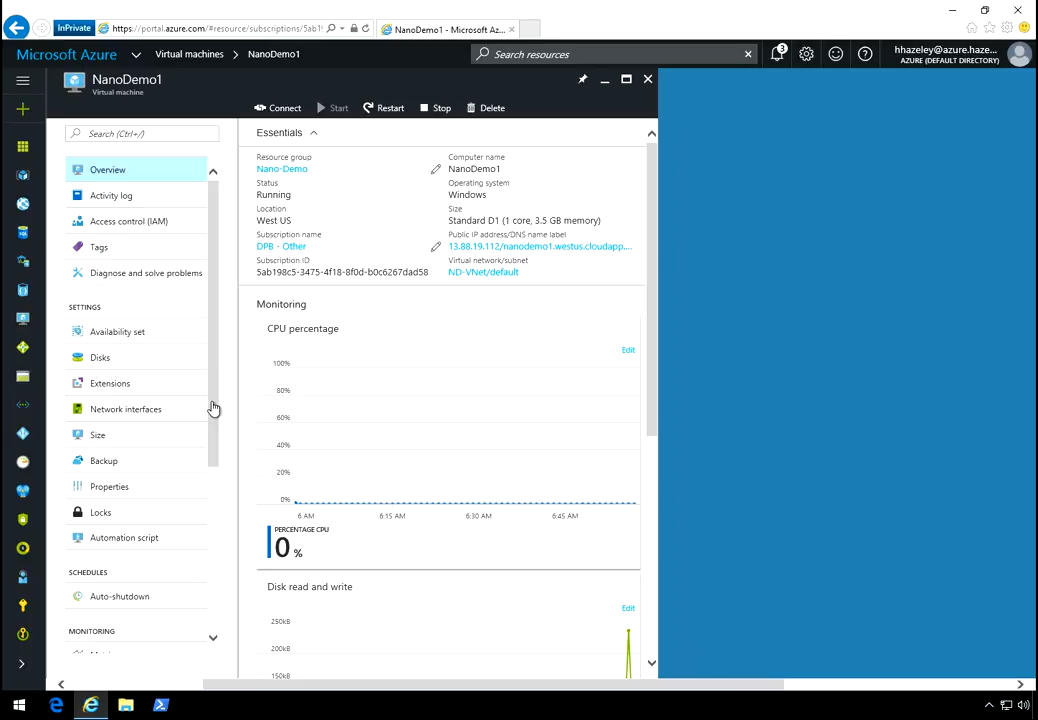 InPrivate
https://portal.azure.com/#resource/subscriptions/5ab1
NanoDemo1 - Microsoft Az...
Microsoft Azure
Virtual machines
NanoDemo1
Search resources
3
hhazeley@azure.haze...
AZURE (DEFAULT DIRECTORY)
NanoDemo1
Virtual machine
Connect
Start
Restart
Stop
Delete
Search (Ctrl+/)
Overview
Activity log
Access control (IAM)
Tags
Diagnose and solve problems
SETTINGS
Availability set
Disks
Extensions
Network interfaces
Size
Backup
Properties
Locks
Automation script
SCHEDULES
Auto-shutdown
MONITORING
Essentials
Resource group
Nano-Demo
Status
Running
Location
West US
Subscription name
DPB - Other
Subscription ID
5ab198c5-3475-4f18-8f0d-b0c6267dad58
Computer name
NanoDemo1
Operating system
Windows
Size
Standard D1 (1 core, 3.5 GB memory)
Public IP address/DNS name label
13.88.19.112/nanodemo1.westus.cloudapp....
Virtual network/subnet
ND-VNet/default
Monitoring
CPU percentage
Edit
100%
80%
60%
40%
20%
0%
6 AM
6:15 AM
6:30 AM
6:45 AM
PERCENTAGE CPU
0 %
Disk read and write
Edit
250kB
200kB
150kB